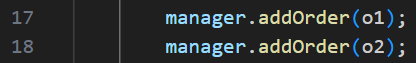 17 manager.addOrder(o1);
18 manager.addOrder(o2);